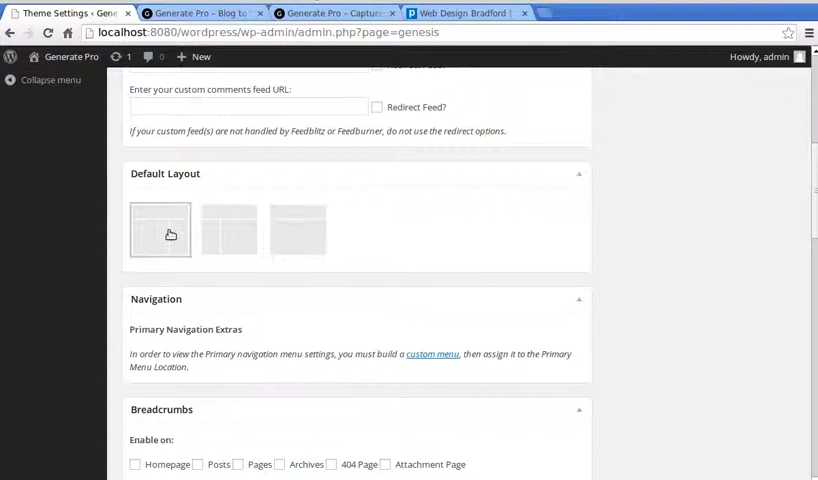 Theme Settings ‹ Gene
Generate Pro – Blog to
Generate Pro – Captur
Web Design Bradford |
localhost:8080/wordpress/wp-admin/admin.php?page=genesis
Generate Pro 1 0 + New
Howdy, admin
Collapse menu
Enter your custom comments feed URL:
Redirect Feed?
If your custom feed(s) are not handled by Feedblitz or Feedburner, do not use the redirect options.
Default Layout
Navigation
Primary Navigation Extras
In order to view the Primary navigation menu settings, you must build a custom menu, then assign it to the Primary
Menu Location.
Breadcrumbs
Enable on:
Homepage Posts Pages Archives 404 Page Attachment Page